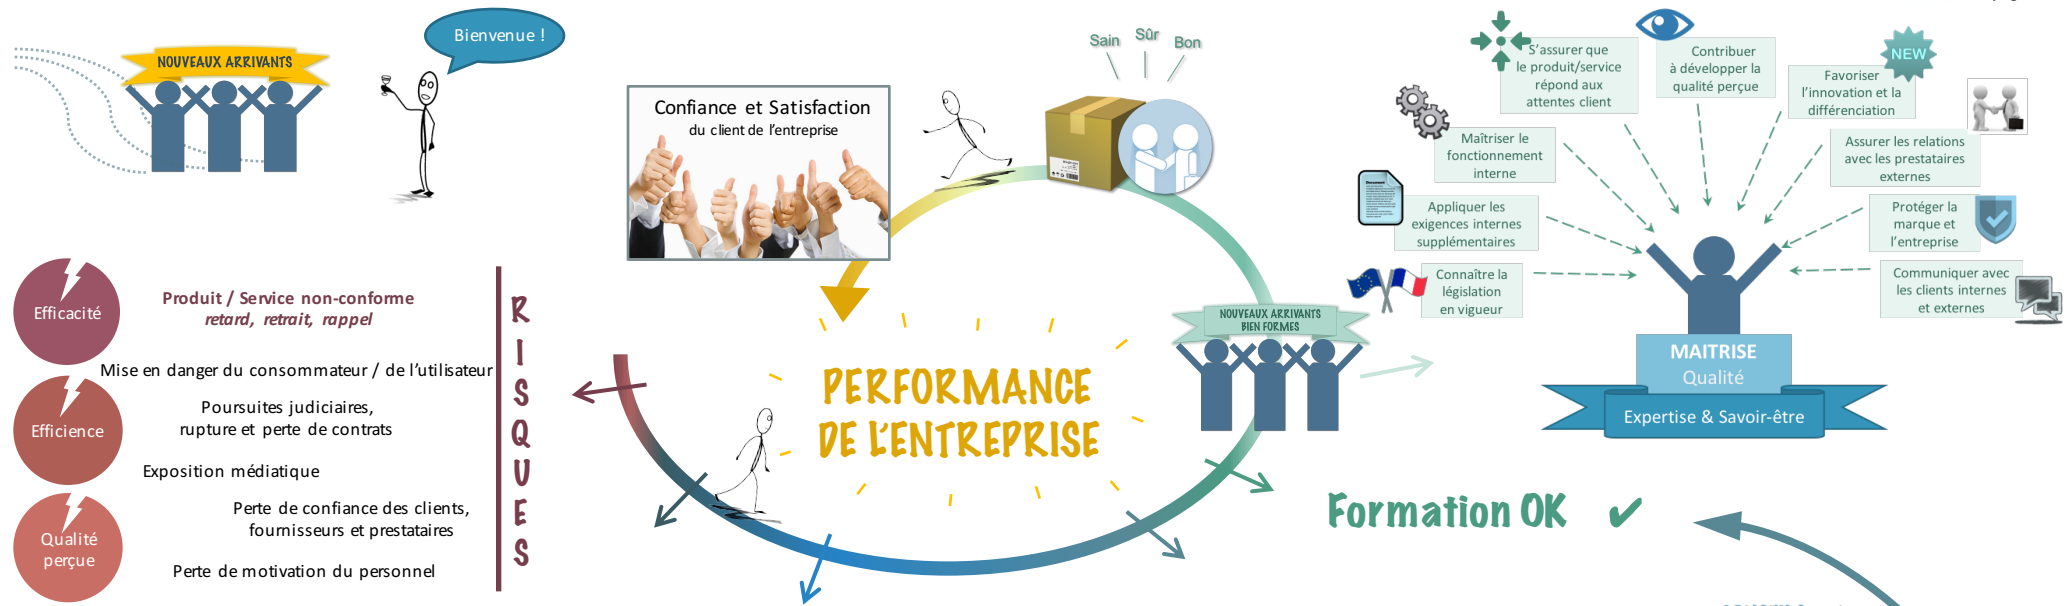 Bienvenue !
NOUVEAUX ARRIVANTS
Confiance et Satisfaction
du client de l'entreprise
Sain
Sûr
Bon
S'assurer que
le produit/service
répond aux
attentes client
Contribuer
à développer la
qualité perçue
NEW
Favoriser
l'innovation et la
différenciation
Maîtriser le
fonctionnement
interne
Assurer les relations
avec les prestataires
externes
Document
Appliquer les
exigences internes
supplémentaires
Protéger la
marque et
l'entreprise
Connaître la
législation
en vigueur
Communiquer avec
les clients internes
et externes
MAITRISE
Qualité
Expertise & Savoir-être
Efficacité
Produit / Service non-conforme
retard, retrait, rappel
Mise en danger du consommateur / de l'utilisateur
Efficience
Poursuites judiciaires,
rupture et perte de contrats
Exposition médiatique
Qualité
perçue
Perte de confiance des clients,
fournisseurs et prestataires
Perte de motivation du personnel
RISQUES
PERFORMANCE
DE L'ENTREPRISE
NOUVEAUX ARRIVANTS
BIEN FORMES
Formation OK ✔